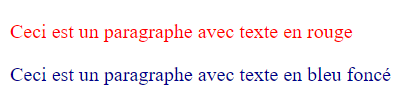 Ceci est un paragraphe avec texte en rouge
Ceci est un paragraphe avec texte en bleu foncé